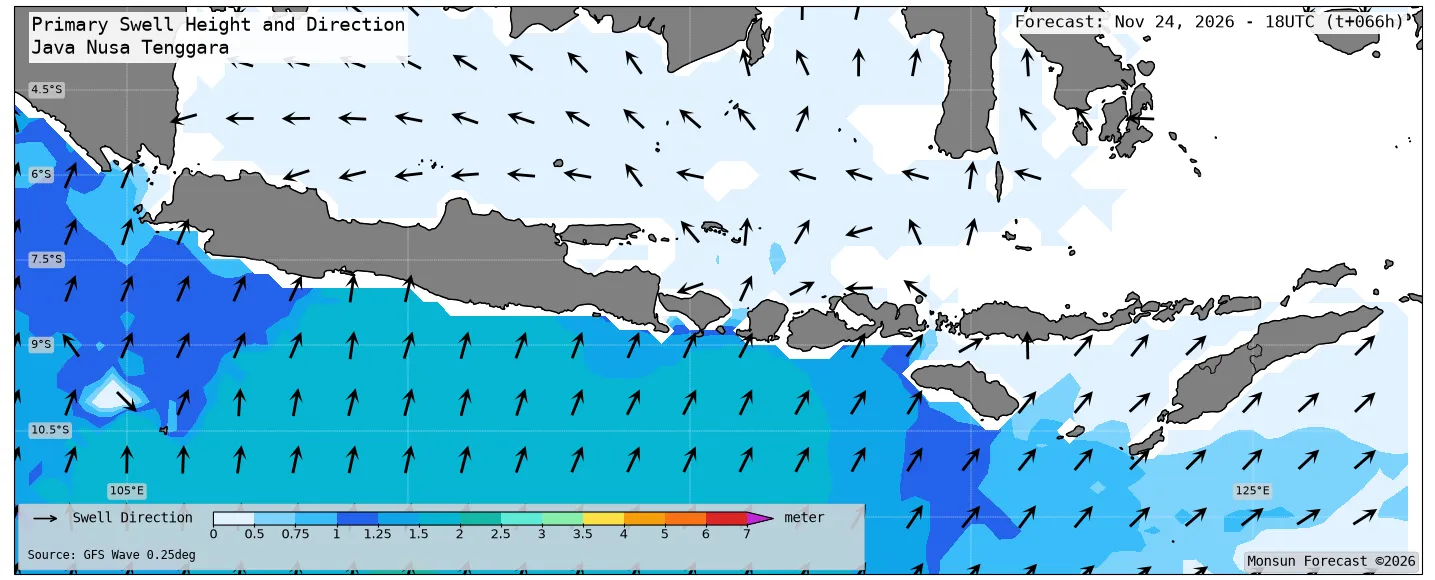 Primary Swell Height and Direction
Java Nusa Tenggara
Forecast: Nov 24, 2026 - 18UTC (t+066h)
4.5°S
6°S
7.5°S
9°S
10.5°S
105°E
125°E
Swell Direction
0 0.5 0.75 1 1.25 1.5 2 2.5 3 3.5 4 5 6 7
meter
Source: GFS Wave 0.25deg
Monsun Forecast ©2026